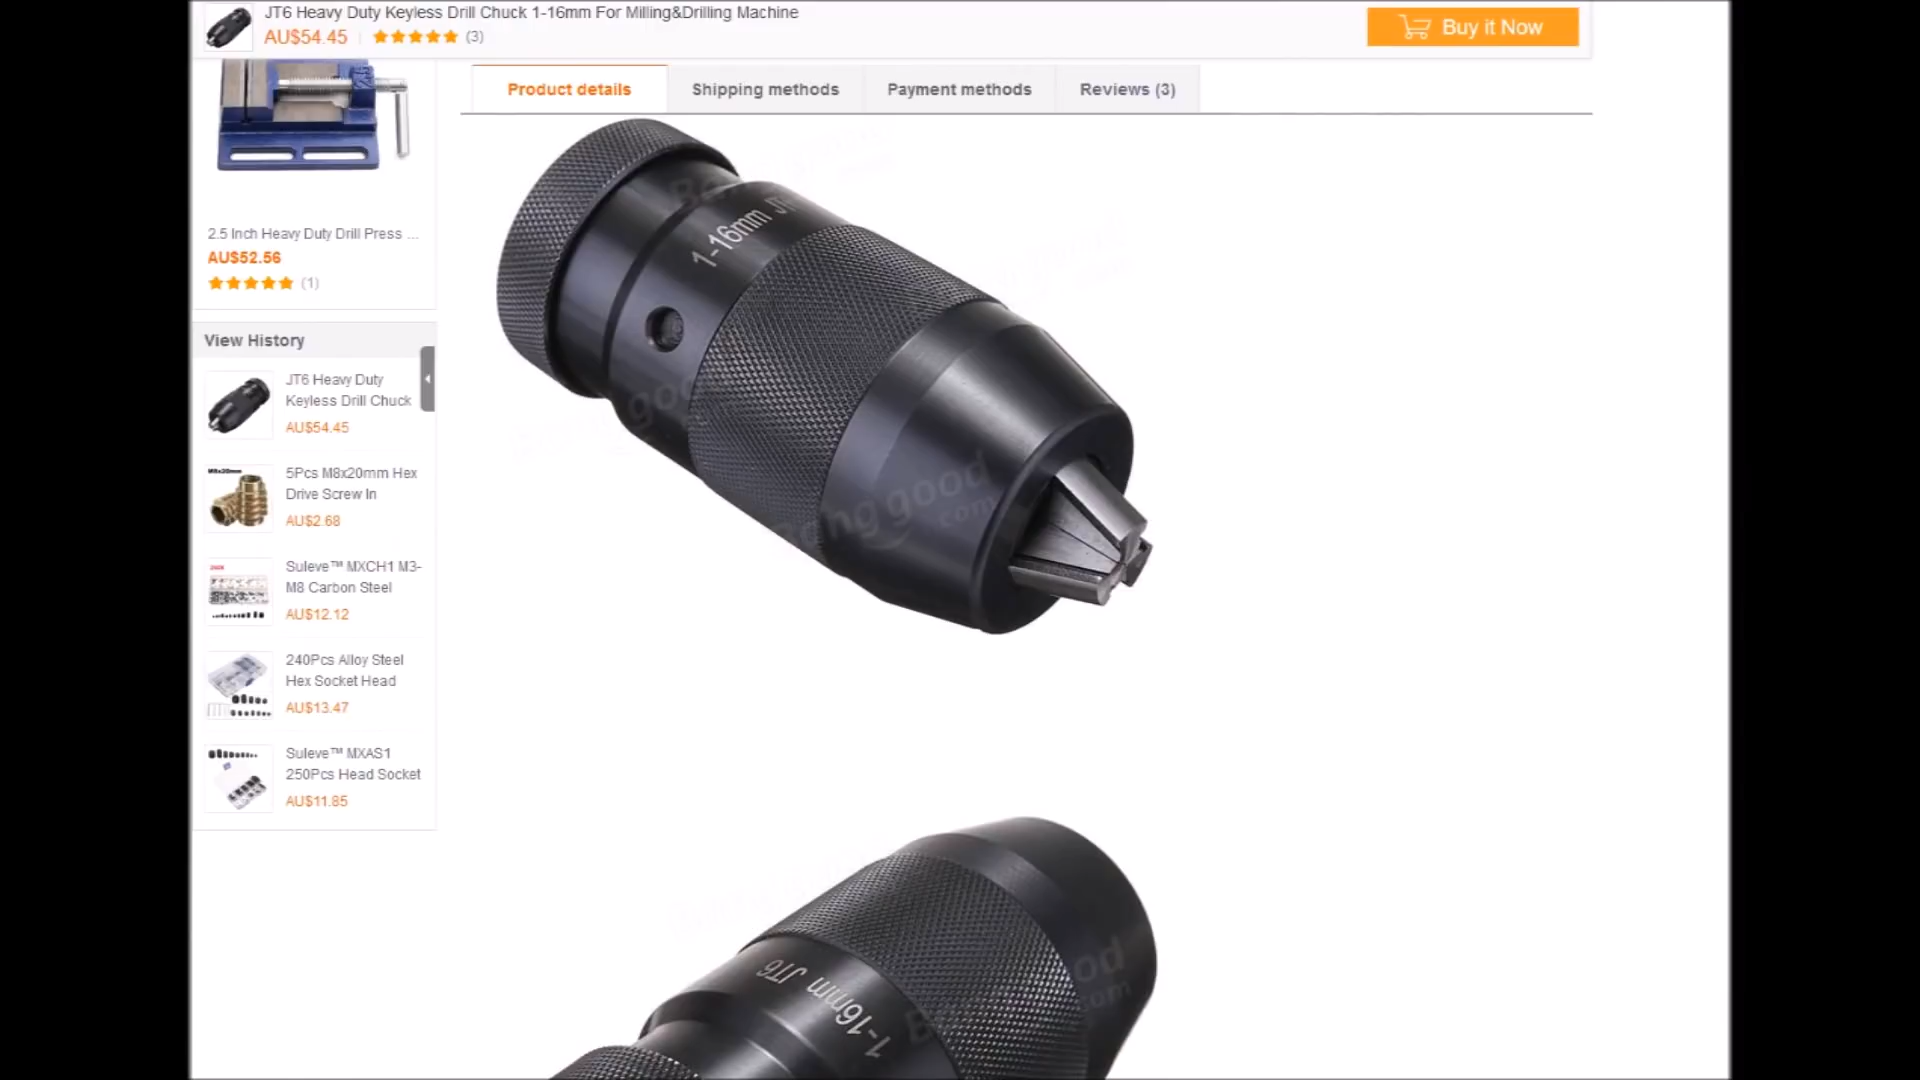 JT6 Heavy Duty Keyless Drill Chuck 1-16mm For Milling&Drilling Machine
AU$54.45
(3)
Buy it Now
Product details
Shipping methods
Payment methods
Reviews (3)
2.5 Inch Heavy Duty Drill Press ...
AU$52.56
(1)
View History
JT6 Heavy Duty
Keyless Drill Chuck
AU$54.45
5Pcs M8x20mm Hex
Drive Screw In
AU$2.68
Suleve™ MXCH1 M3-
M8 Carbon Steel
AU$12.12
240Pcs Alloy Steel
Hex Socket Head
AU$13.47
Suleve™ MXAS1
250Pcs Head Socket
AU$11.85
1-16mm
good
.com
1-16mm JT6